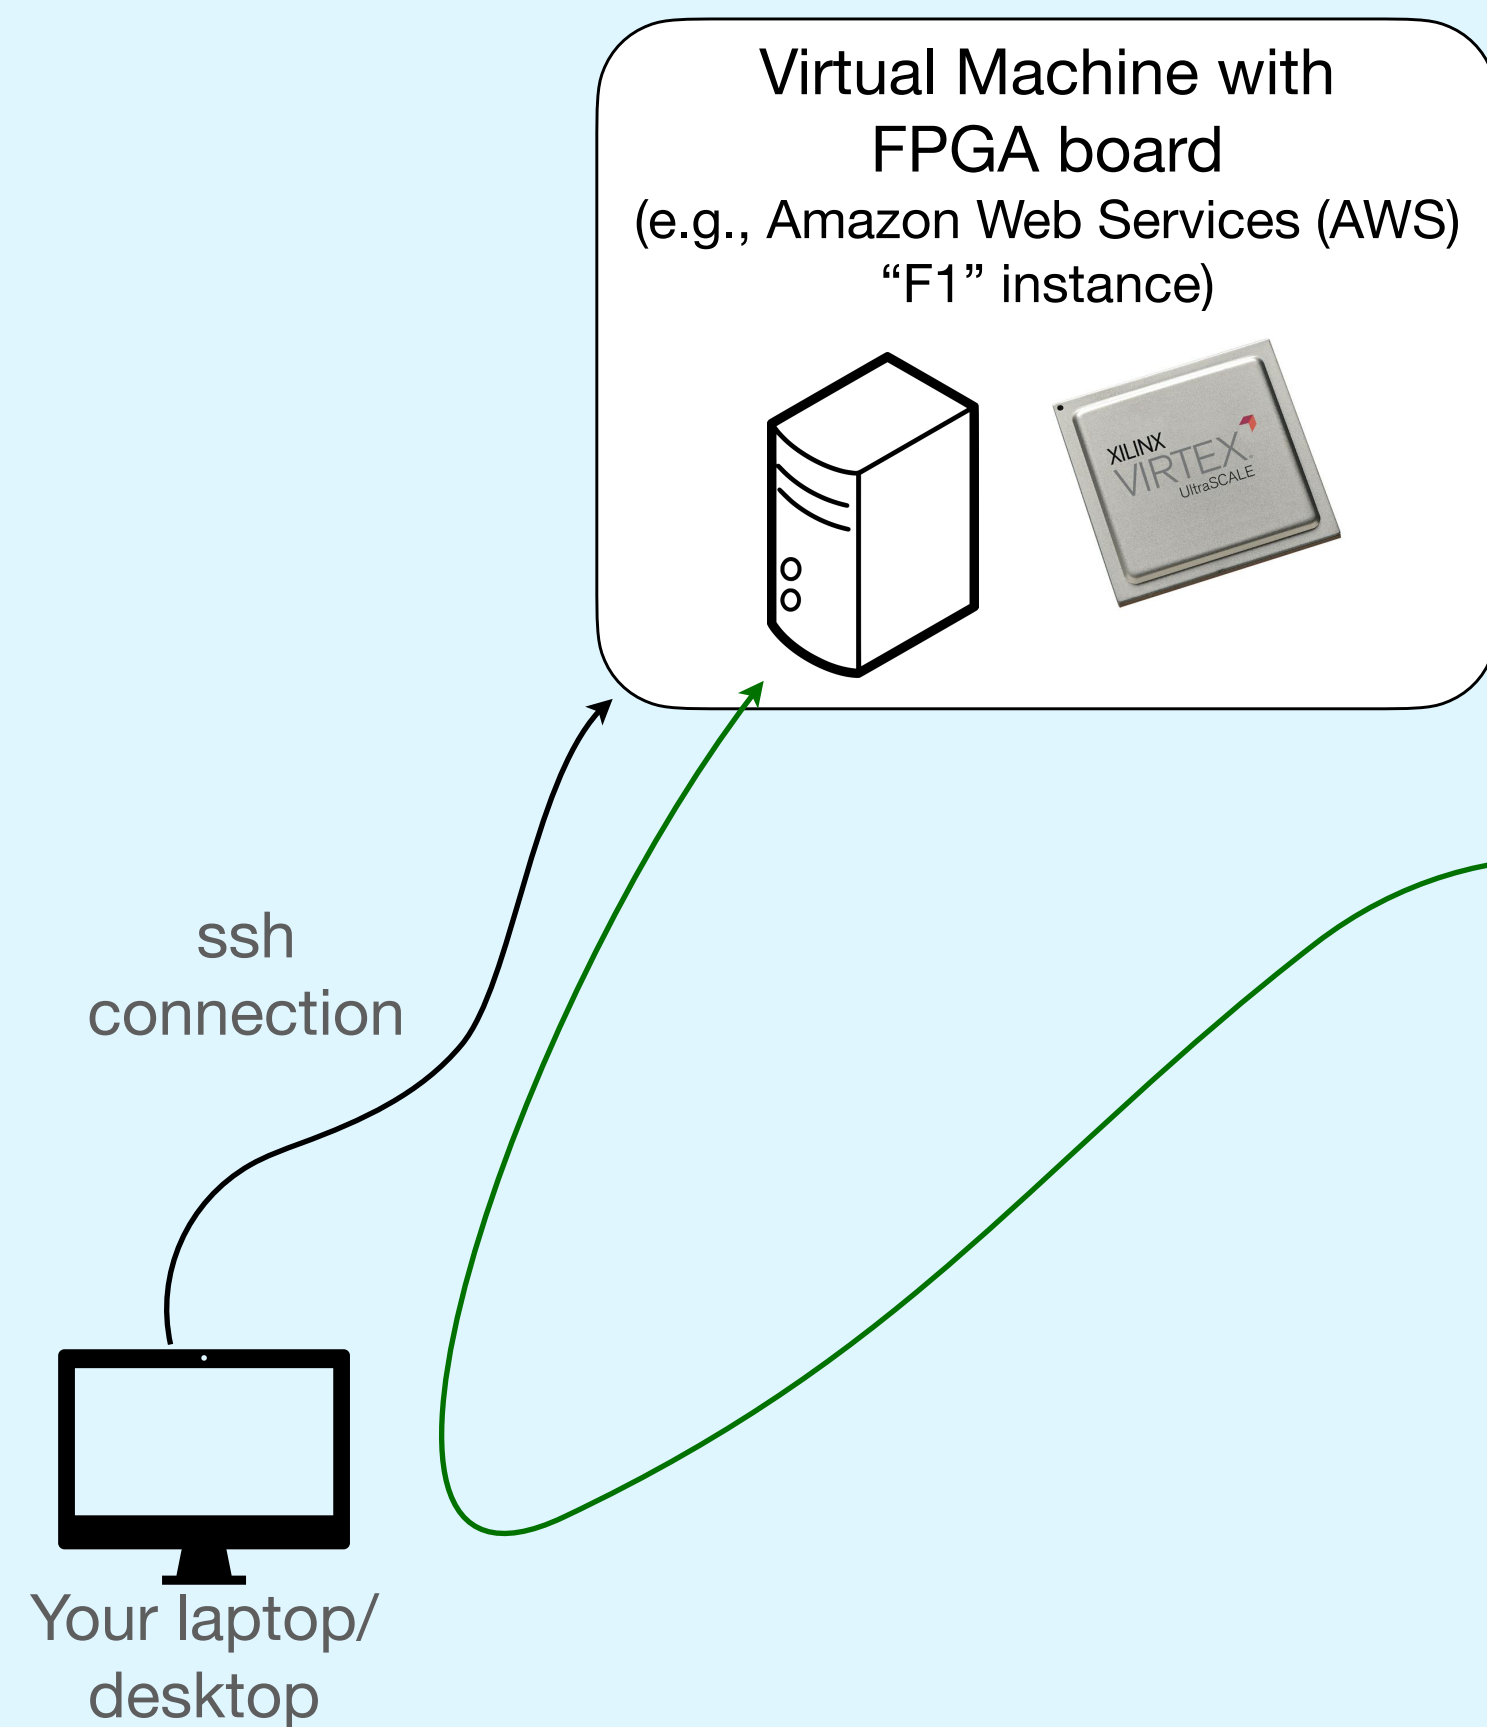 Virtual Machine with
FPGA board
(e.g., Amazon Web Services (AWS)
“F1” instance)
XILINX
VIRTEX
UltraSCALE
ssh
connection
Your laptop/
desktop